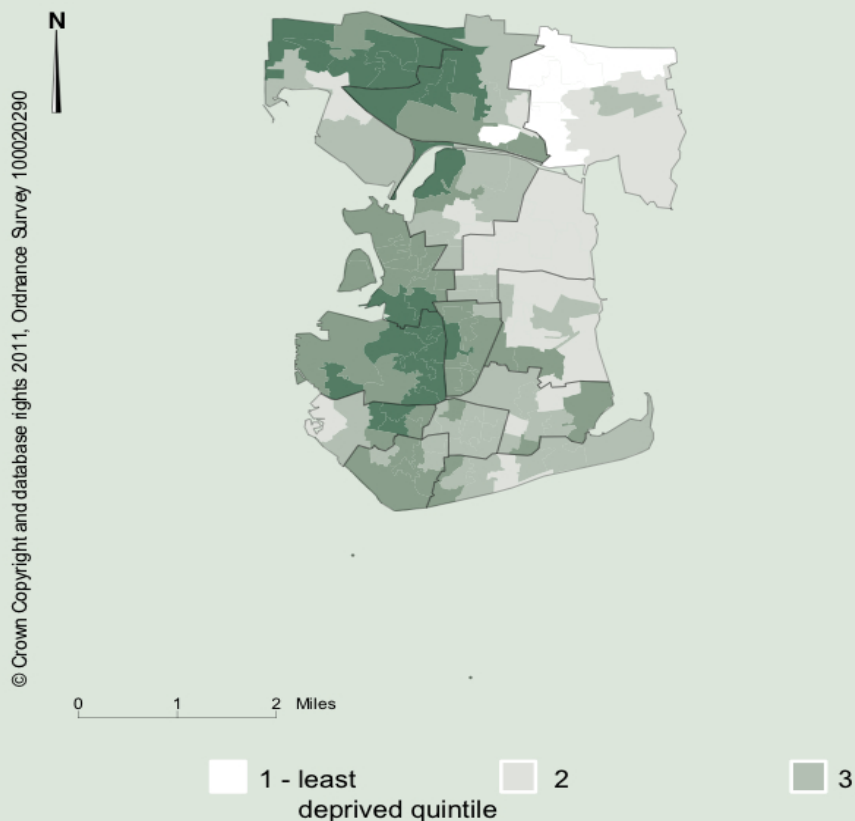 N
© Crown Copyright and database rights 2011, Ordnance Survey 100020290
0 1 2 Miles
1 - least 2 3
deprived quintile